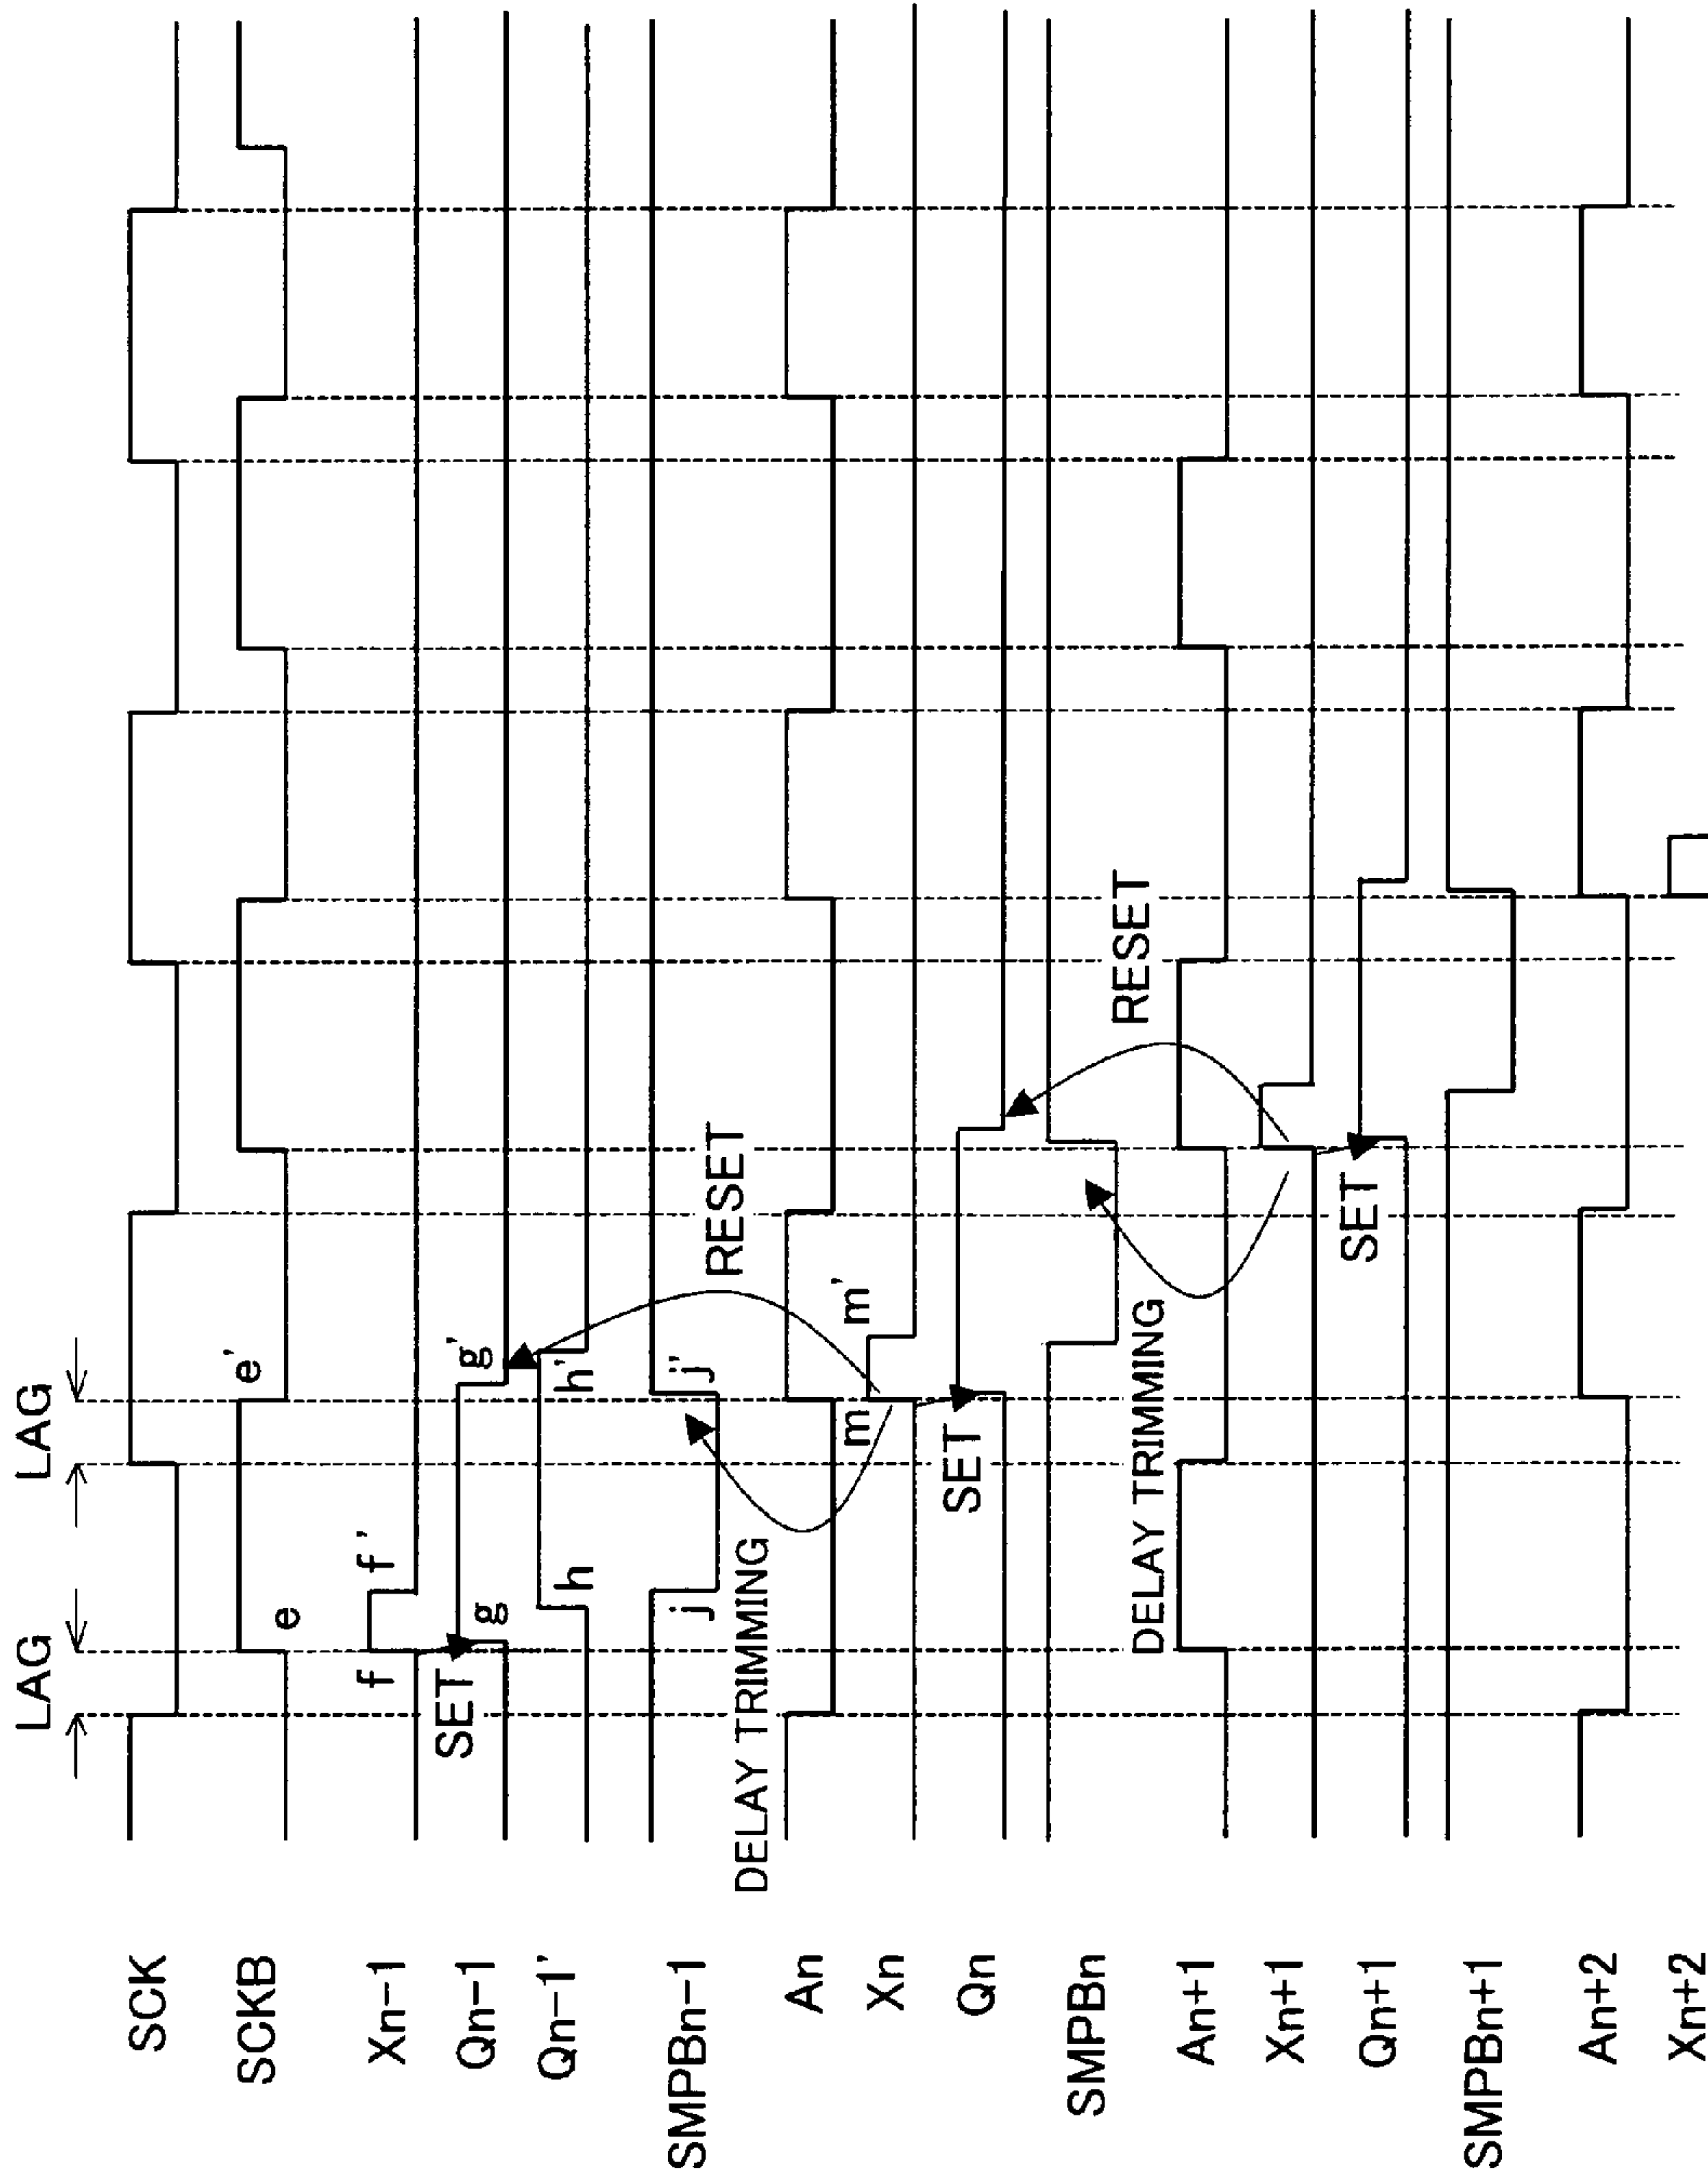 LAG
LAG
SCK
SCKB
e
e'
Xn-1
f
f'
SET
Qn-1
g
g'
Qn-1'
h
h'
SMPBn-1
j
j'
DELAY TRIMMING
RESET
An
Xn
m
m'
SET
Qn
SMPBn
DELAY TRIMMING
RESET
An+1
Xn+1
SET
Qn+1
SMPBn+1
An+2
Xn+2